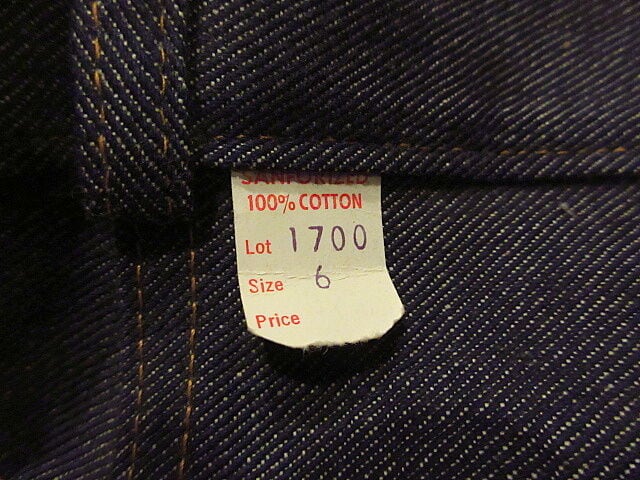 SANFORIZED
100% COTTON
Lot 1700
Size 6
Price